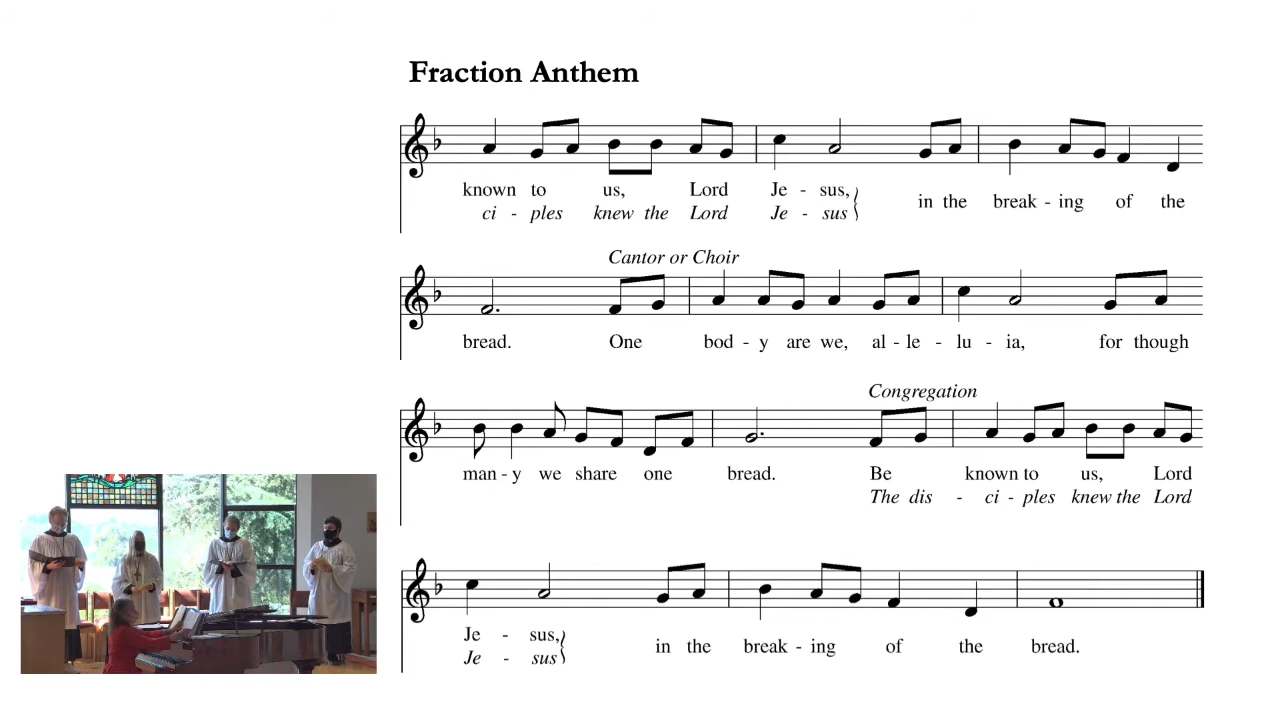 Fraction Anthem
known to us, Lord Je - sus, in the break - ing of the
ci - ples knew the Lord Je - sus
Cantor or Choir
bread. One bod - y are we, al - le - lu - ia, for though
Congregation
man - y we share one bread. Be known to us, Lord
The dis - ci - ples knew the Lord
Je - sus, in the break - ing of the bread.
Je - sus